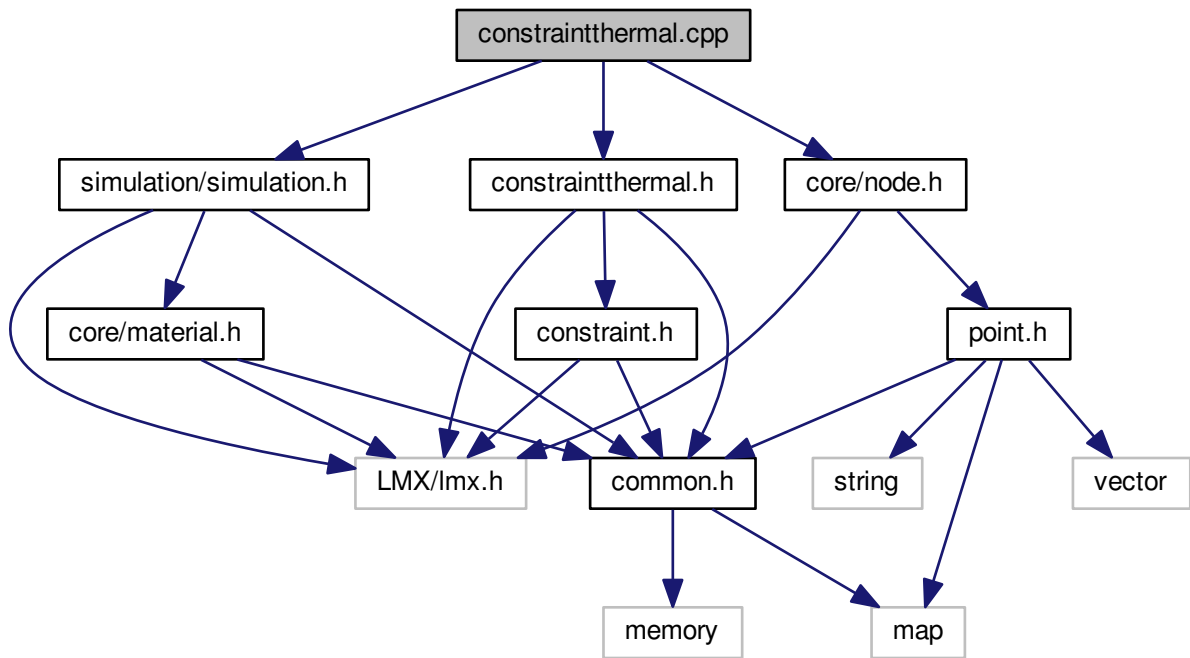 constraintthermal.cpp
simulation/simulation.h
constraintthermal.h
core/node.h
core/material.h
constraint.h
point.h
LMX/lmx.h
common.h
string
vector
memory
map